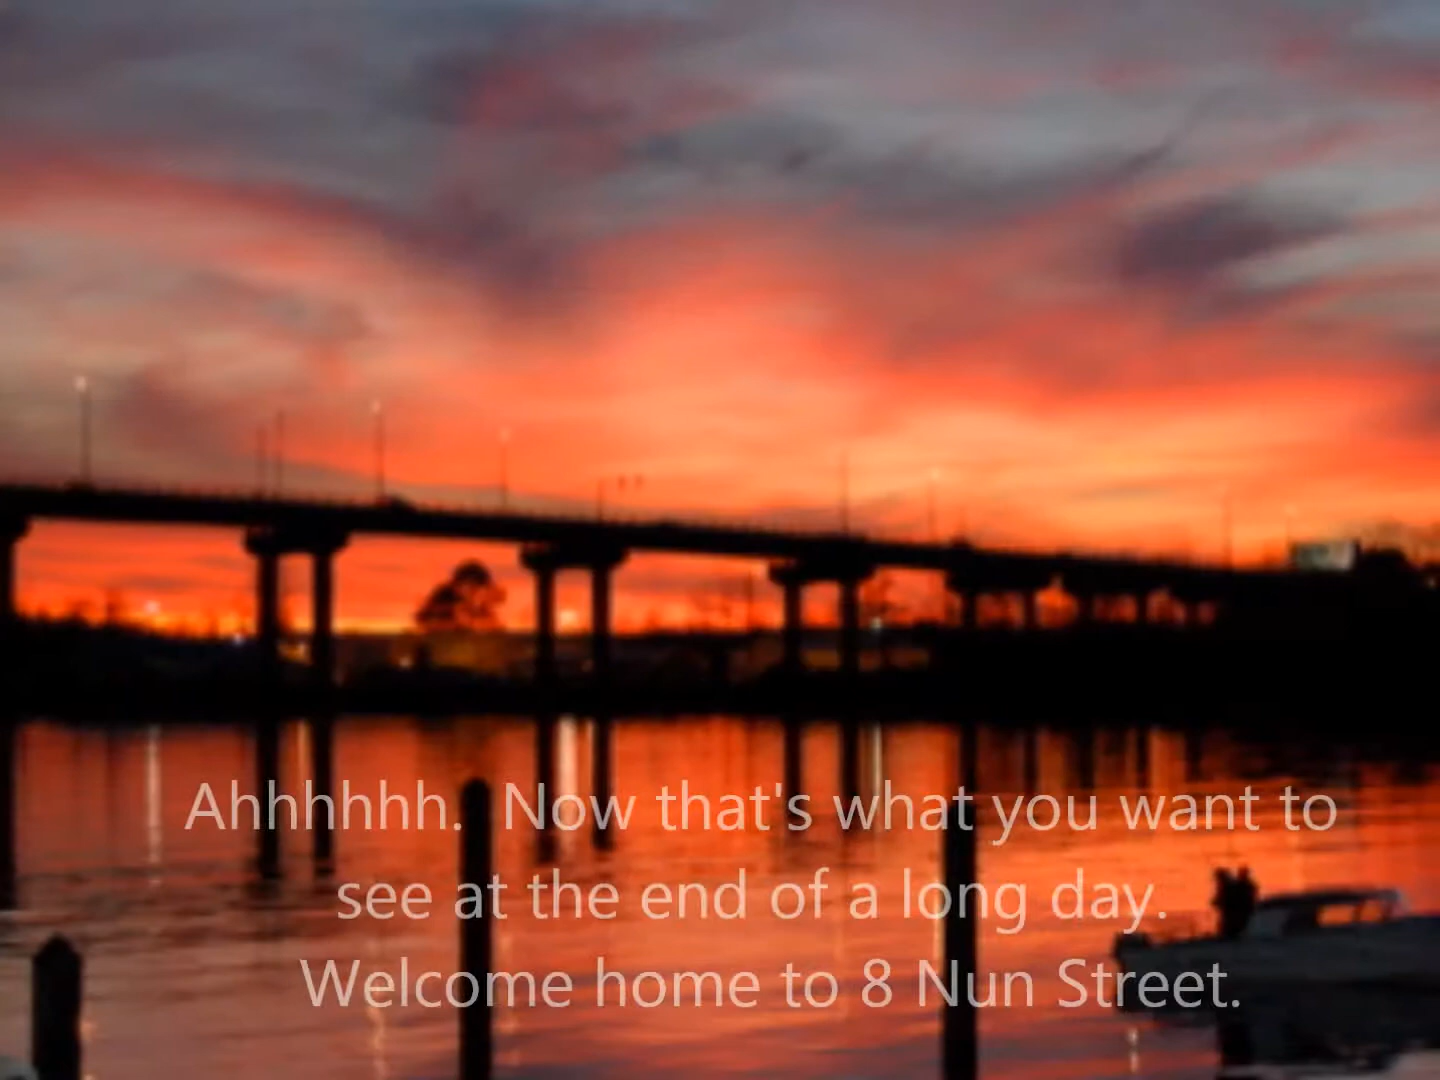 Ahhhhhh.  Now that's what you want to
see at the end of a long day.
Welcome home to 8 Nun Street.